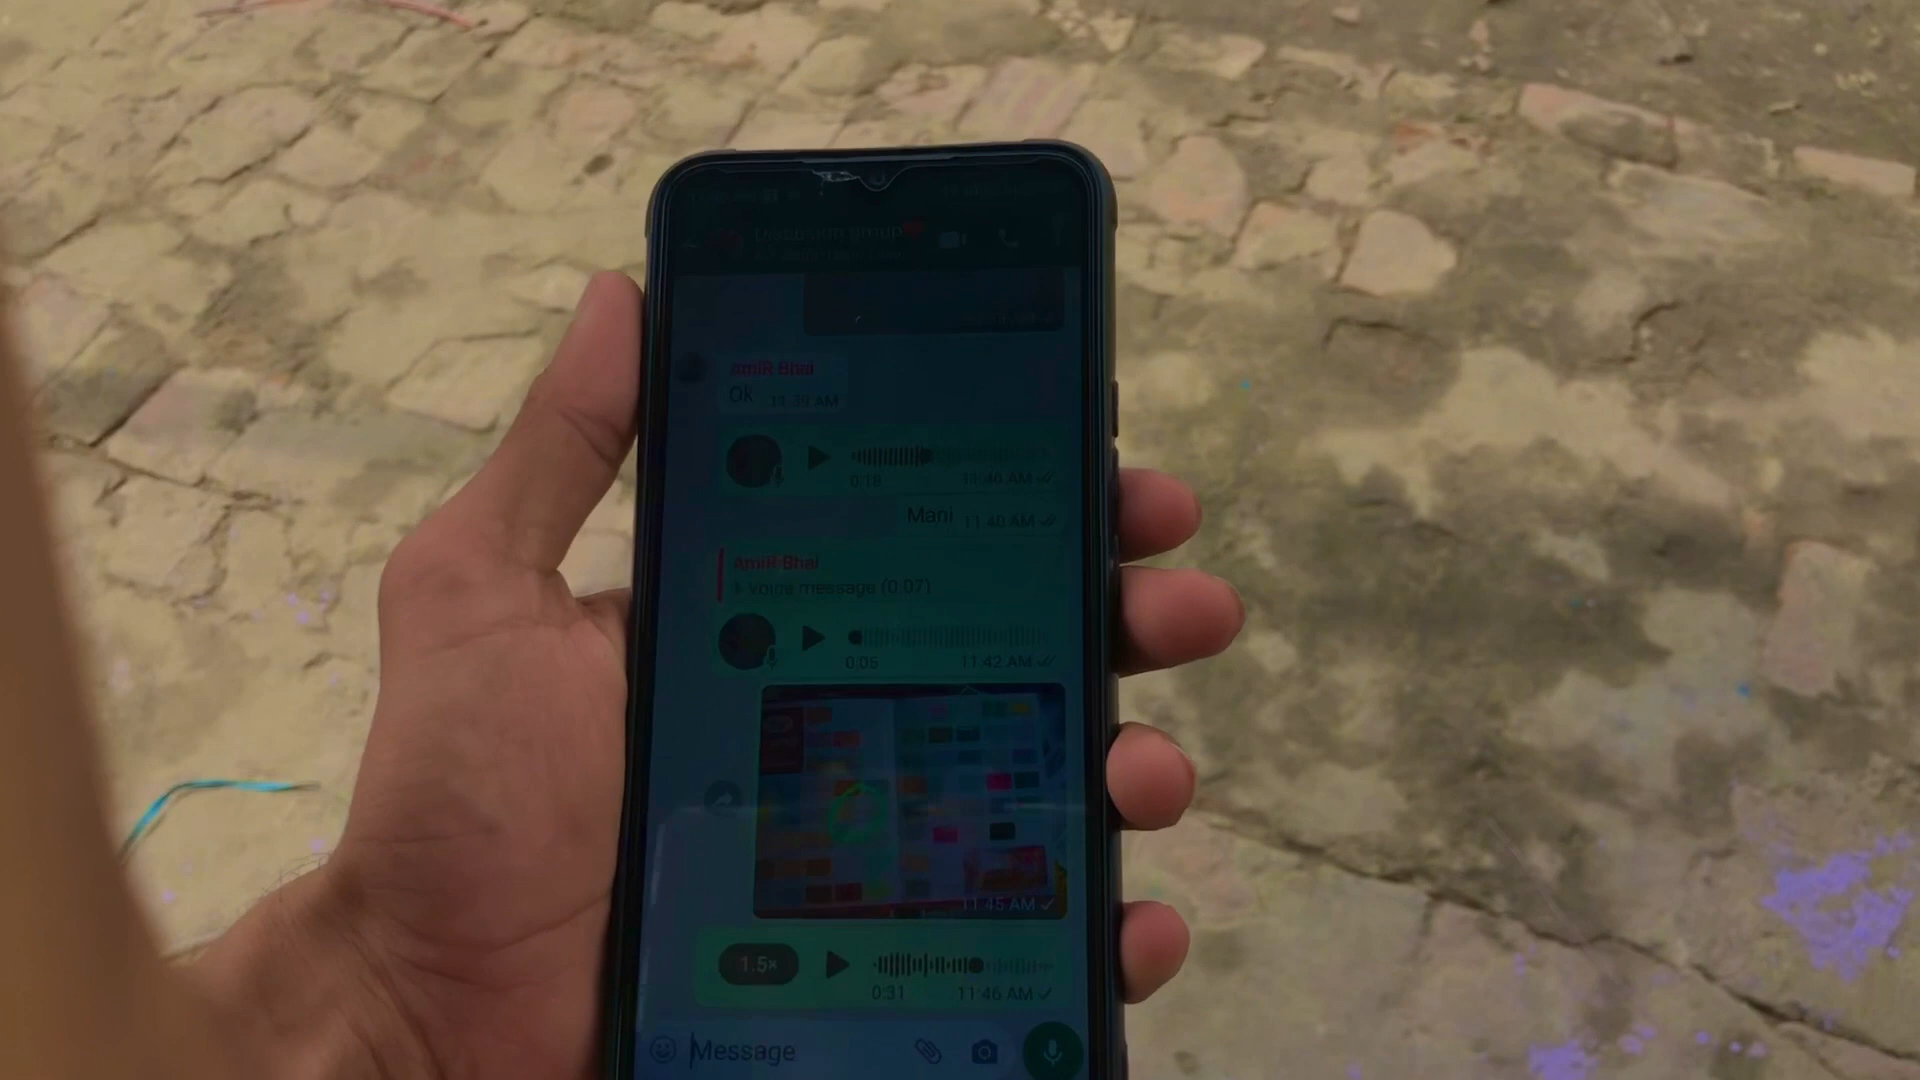 AmiR Bhai
Ok 11:39 AM
0:18 11:40 AM
Mani 11:40 AM
AmiR Bhai
Voice message (0:07)
0:05 11:42 AM
11:45 AM
1.5×
0:31 11:46 AM
Message